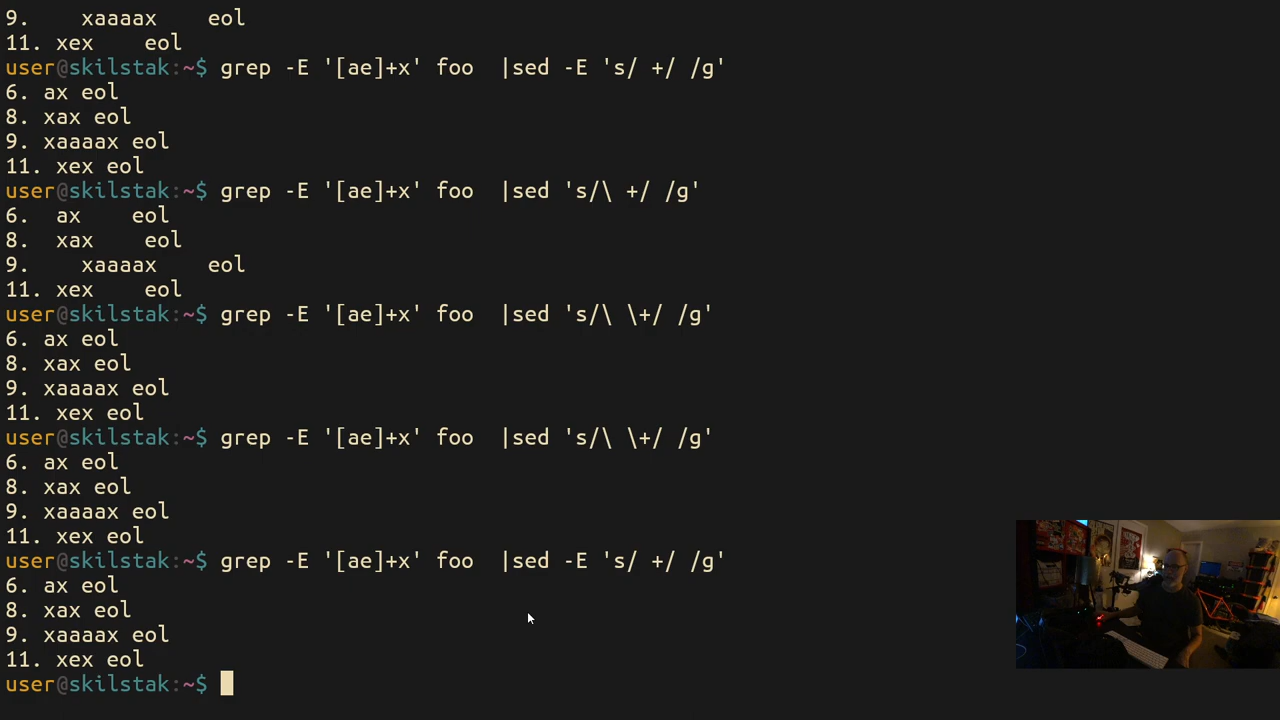 9.    xaaaax    eol
11. xex    eol
user@skilstak:~$ grep -E '[ae]+x' foo  |sed -E 's/ +/ /g'
6. ax eol
8. xax eol
9. xaaaax eol
11. xex eol
user@skilstak:~$ grep -E '[ae]+x' foo  |sed 's/\ +/ /g'
6.  ax    eol
8.  xax    eol
9.    xaaaax    eol
11. xex    eol
user@skilstak:~$ grep -E '[ae]+x' foo  |sed 's/\ \+/ /g'
6. ax eol
8. xax eol
9. xaaaax eol
11. xex eol
user@skilstak:~$ grep -E '[ae]+x' foo  |sed 's/\ \+/ /g'
6. ax eol
8. xax eol
9. xaaaax eol
11. xex eol
user@skilstak:~$ grep -E '[ae]+x' foo  |sed -E 's/ +/ /g'
6. ax eol
8. xax eol
9. xaaaax eol
11. xex eol
user@skilstak:~$